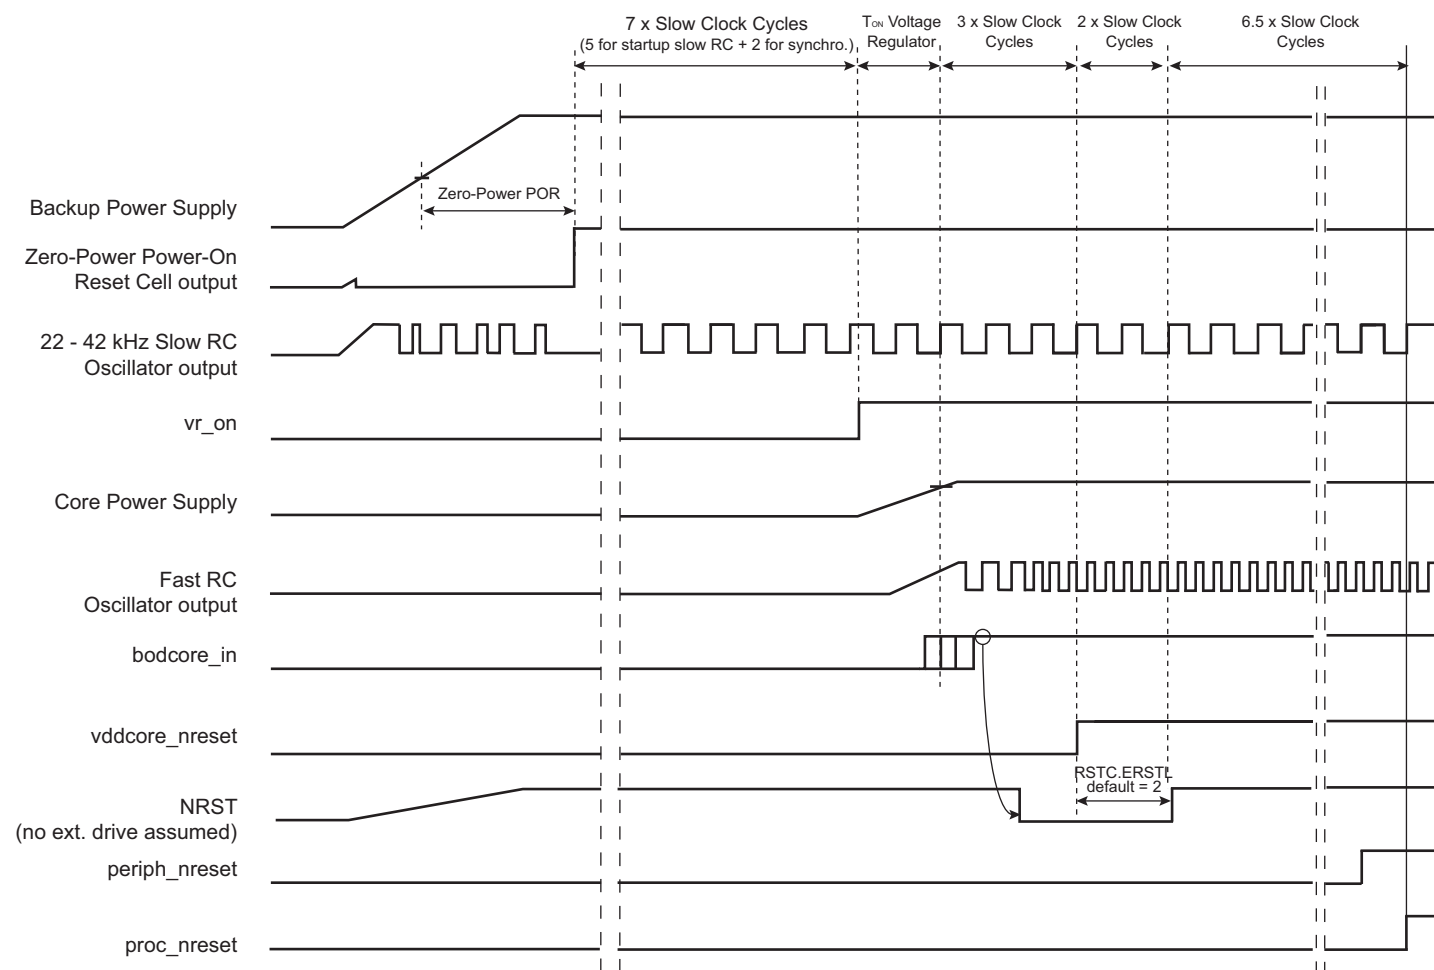 7 x Slow Clock Cycles
(5 for startup slow RC + 2 for synchro.)
TON Voltage
Regulator
3 x Slow Clock
Cycles
2 x Slow Clock
Cycles
6.5 x Slow Clock
Cycles
Zero-Power POR
Backup Power Supply
Zero-Power Power-On
Reset Cell output
22 - 42 kHz Slow RC
Oscillator output
vr_on
Core Power Supply
Fast RC
Oscillator output
bodcore_in
vddcore_nreset
RSTC.ERSTL
default = 2
NRST
(no ext. drive assumed)
periph_nreset
proc_nreset